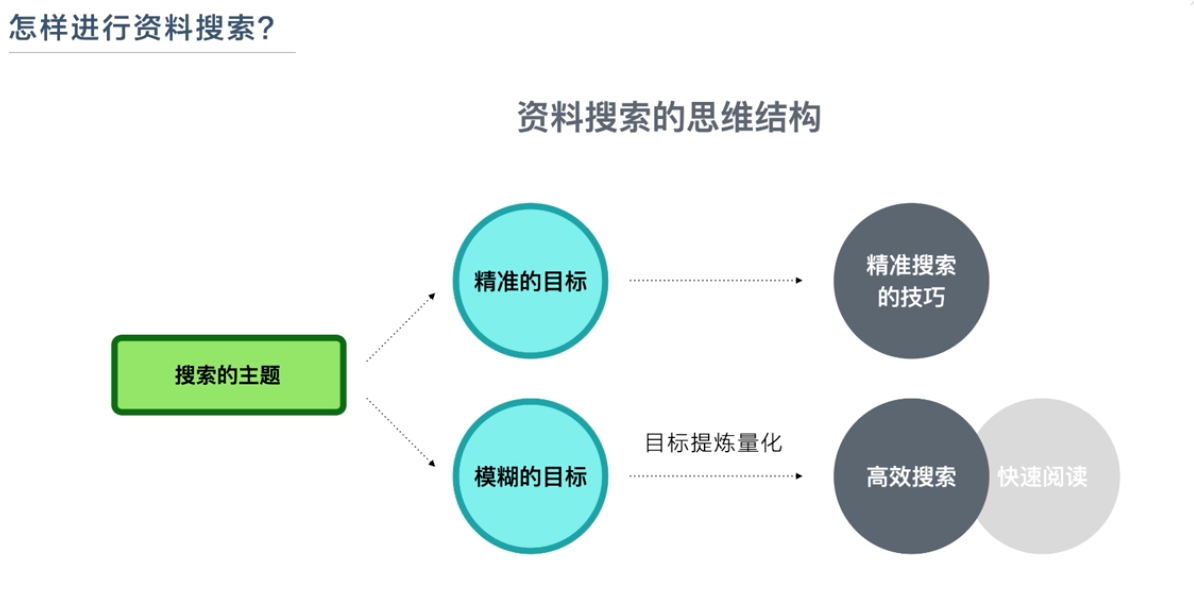 怎样进行资料搜索?
资料搜索的思维结构
精准的目标
精准搜索
的技巧
搜索的主题
目标提炼量化
模糊的目标
高效搜索
快速阅读